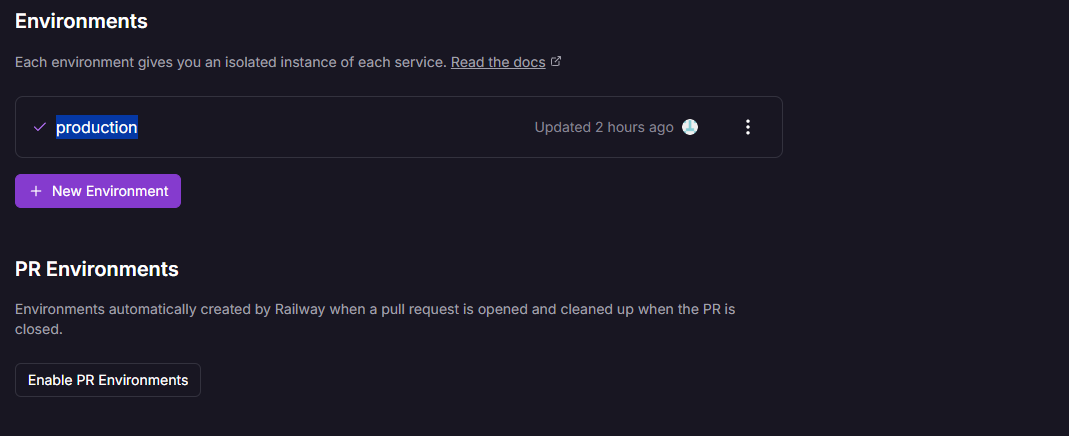 Environments
Each environment gives you an isolated instance of each service. Read the docs
production
Updated 2 hours ago
New Environment
PR Environments
Environments automatically created by Railway when a pull request is opened and cleaned up when the PR is
closed.
Enable PR Environments